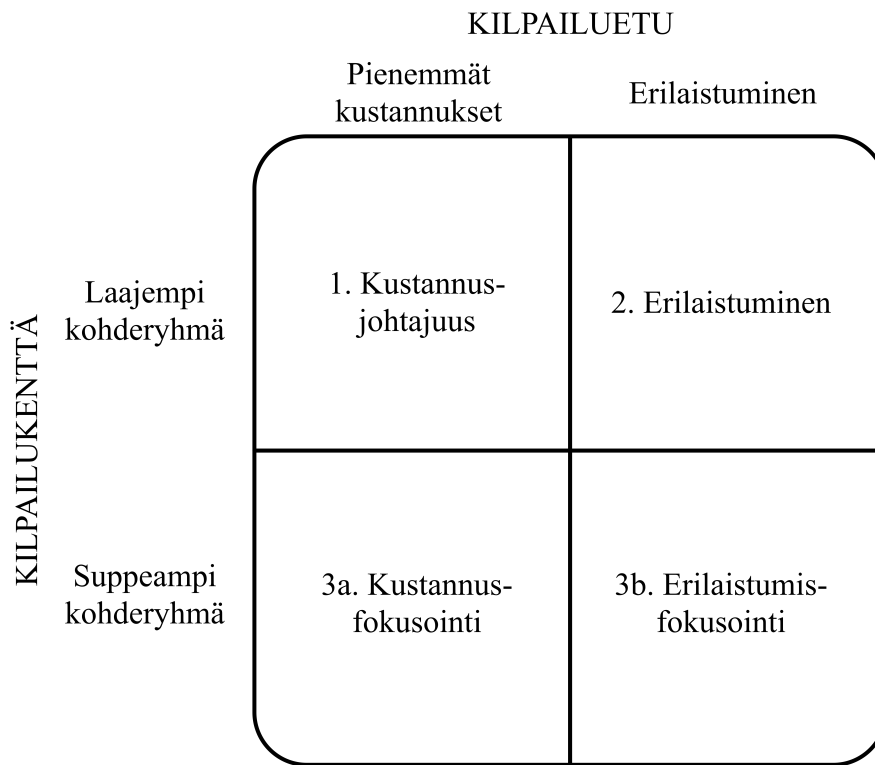 KILPAILUETU
Pienemmät
kustannukset
Erilaistuminen
KILPAILUKENTTÄ
Laajempi
kohderyhmä
1. Kustannus-
johtajuus
2. Erilaistuminen
Suppeampi
kohderyhmä
3a. Kustannus-
fokusointi
3b. Erilaistumis-
fokusointi